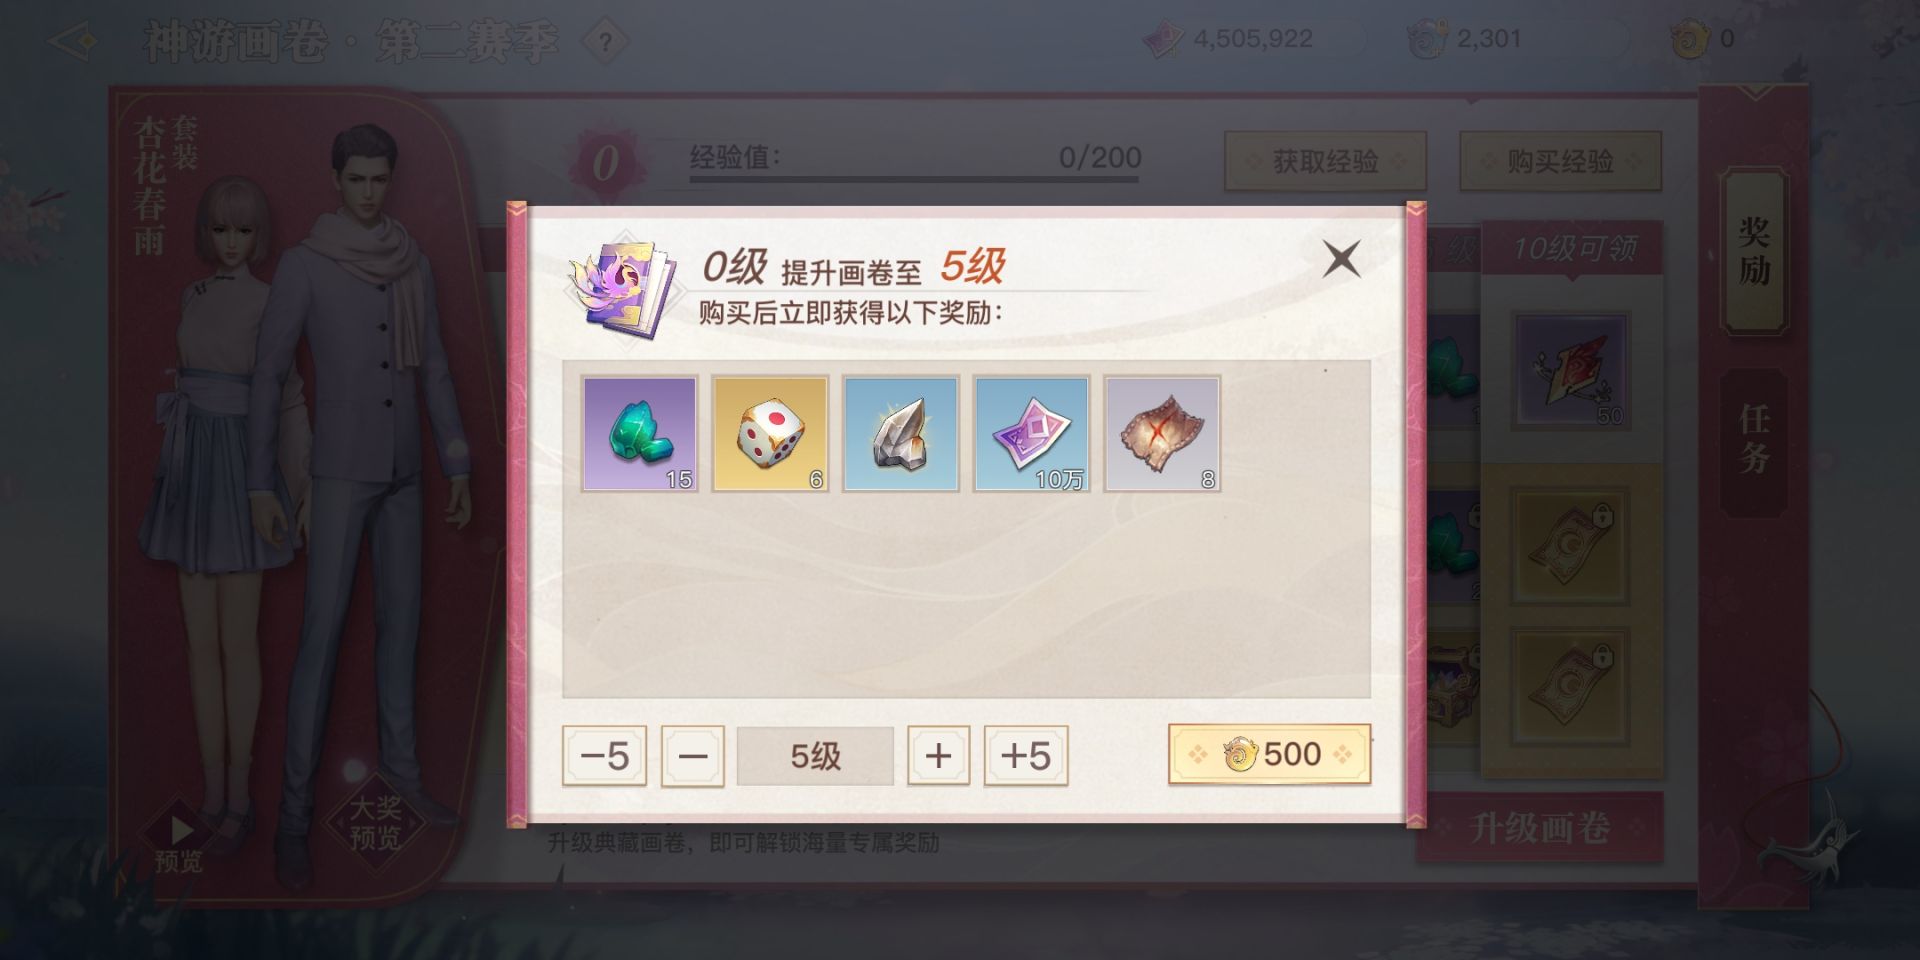 神游画卷·第二赛季
?
4,505,922
2,301
0
套装
杏花春雨
0
经验值：
0/200
获取经验
购买经验
0级 提升画卷至 5级
购买后立即获得以下奖励：
15
6
10万
8
-5
—
5级
+
+5
500
级
10级可领
50
奖励
任务
大奖
预览
预览
升级典藏画卷，即可解锁海量专属奖励
升级画卷